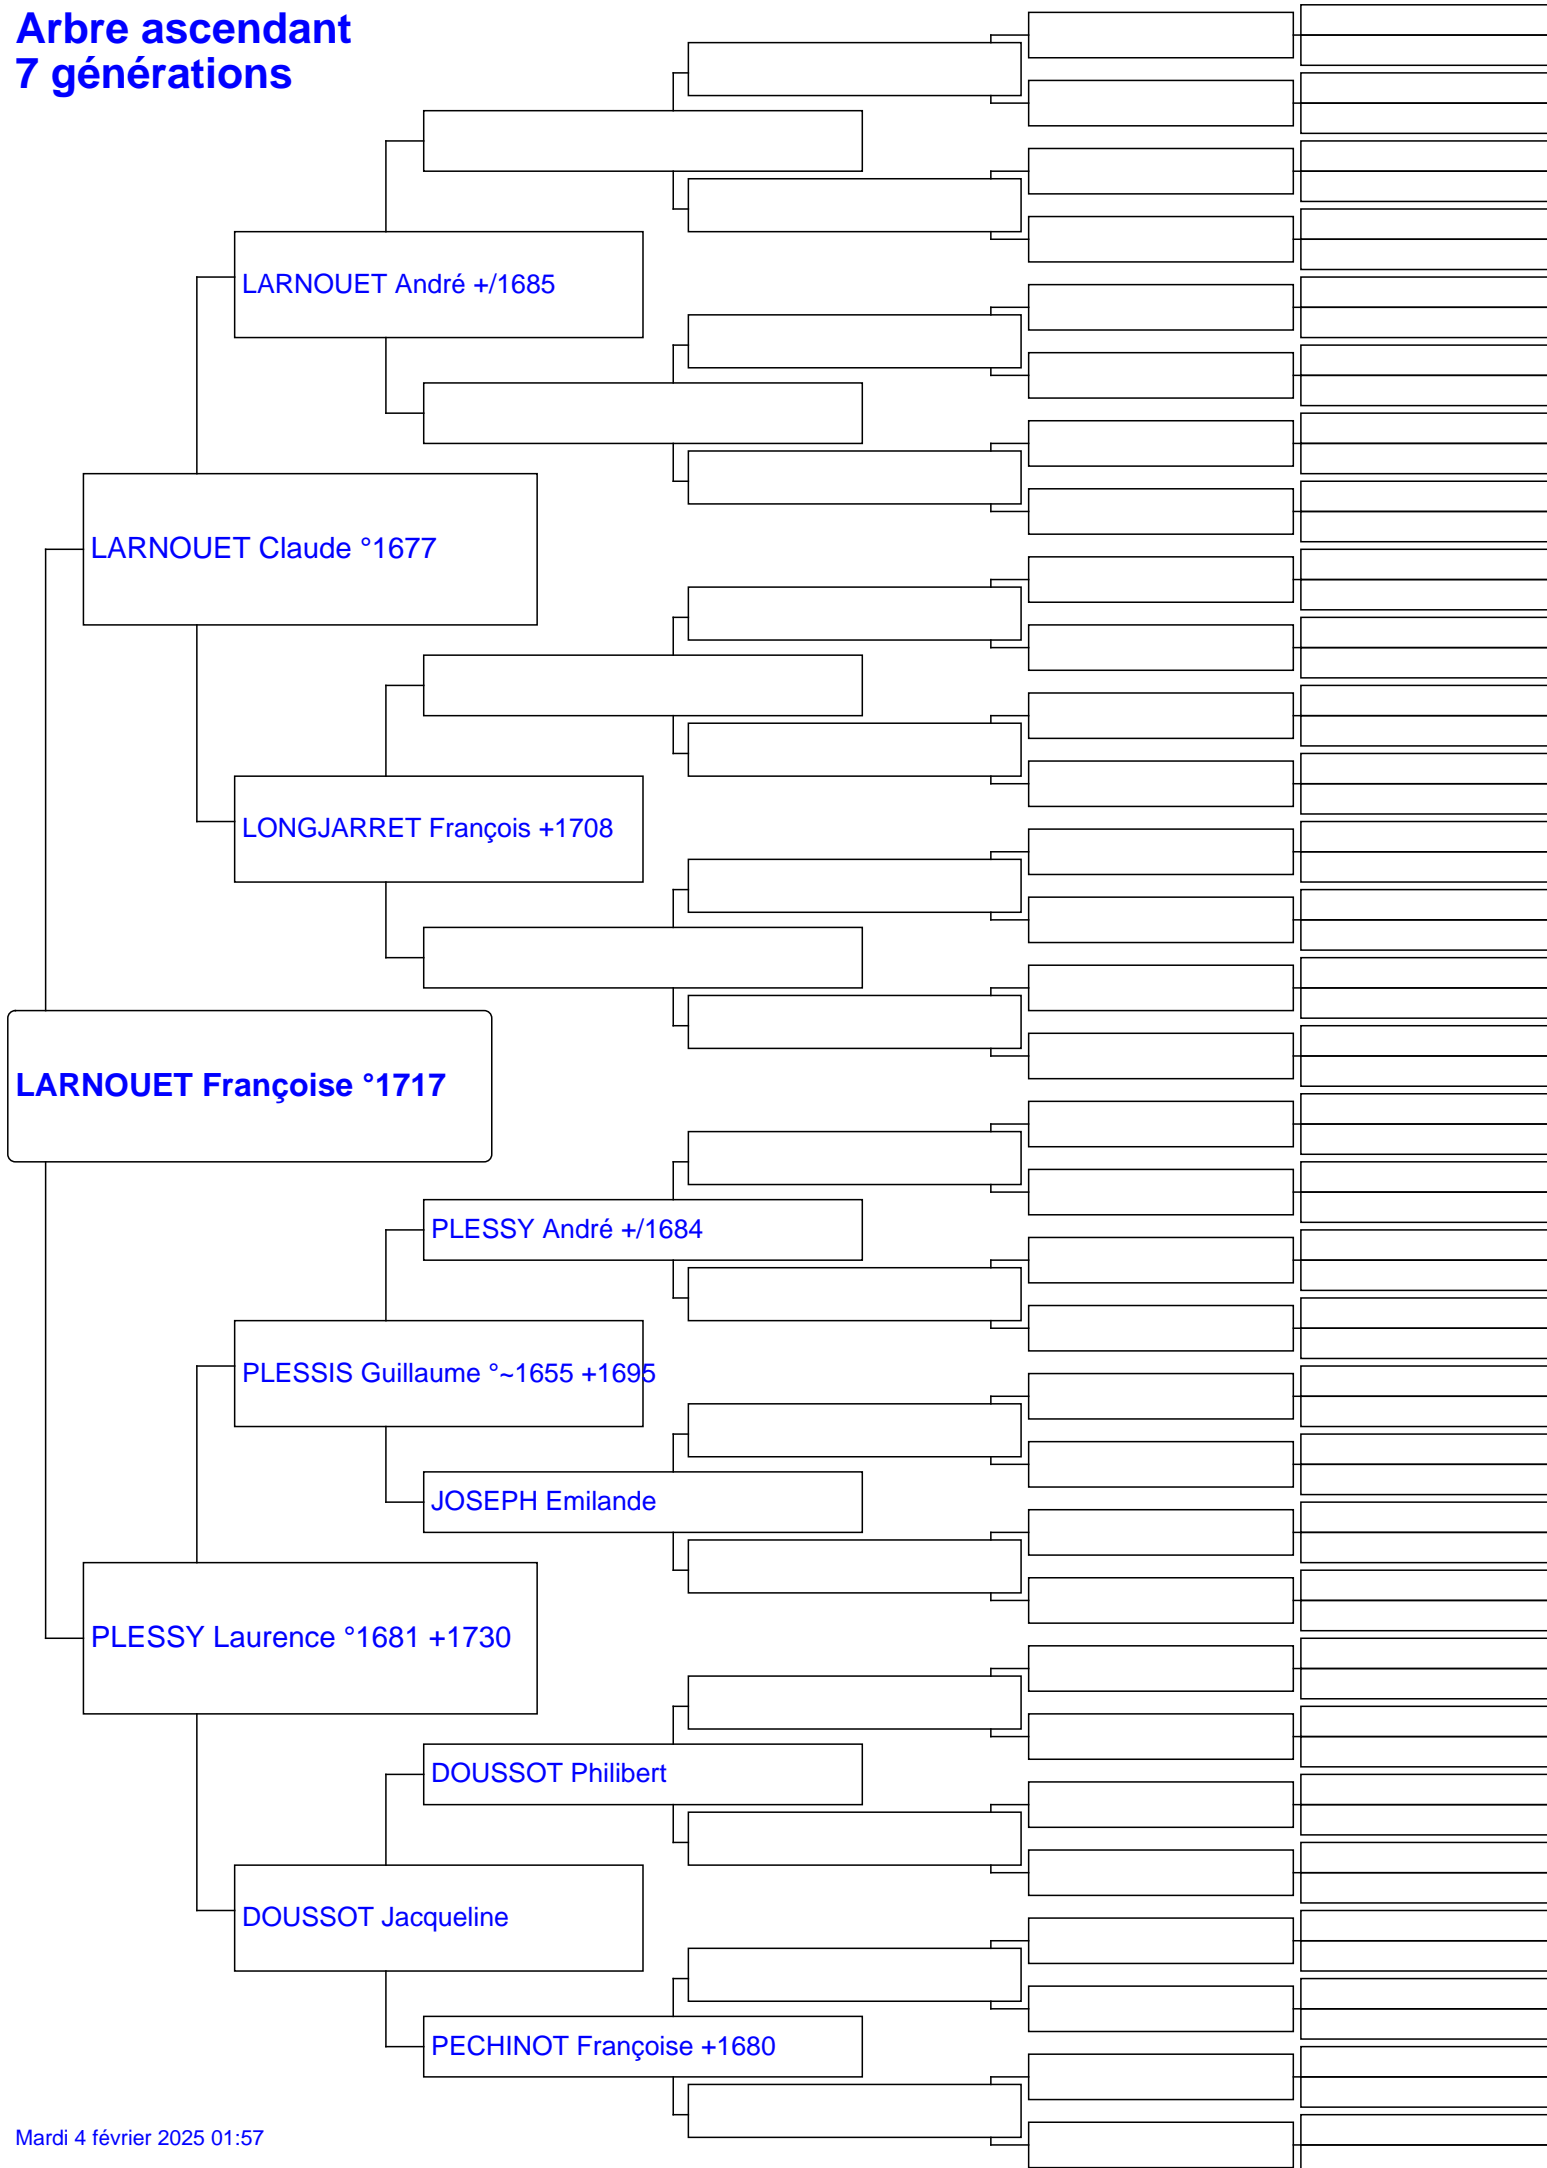 Arbre ascendant
7 générations
LARNOUET André +/1685
LARNOUET Claude °1677
LONGJARRET François +1708
LARNOUET Françoise °1717
PLESSY André +/1684
PLESSIS Guillaume °~1655 +1695
JOSEPH Emilande
PLESSY Laurence °1681 +1730
DOUSSOT Philibert
DOUSSOT Jacqueline
PECHINOT Françoise +1680
Mardi 4 février 2025 01:57